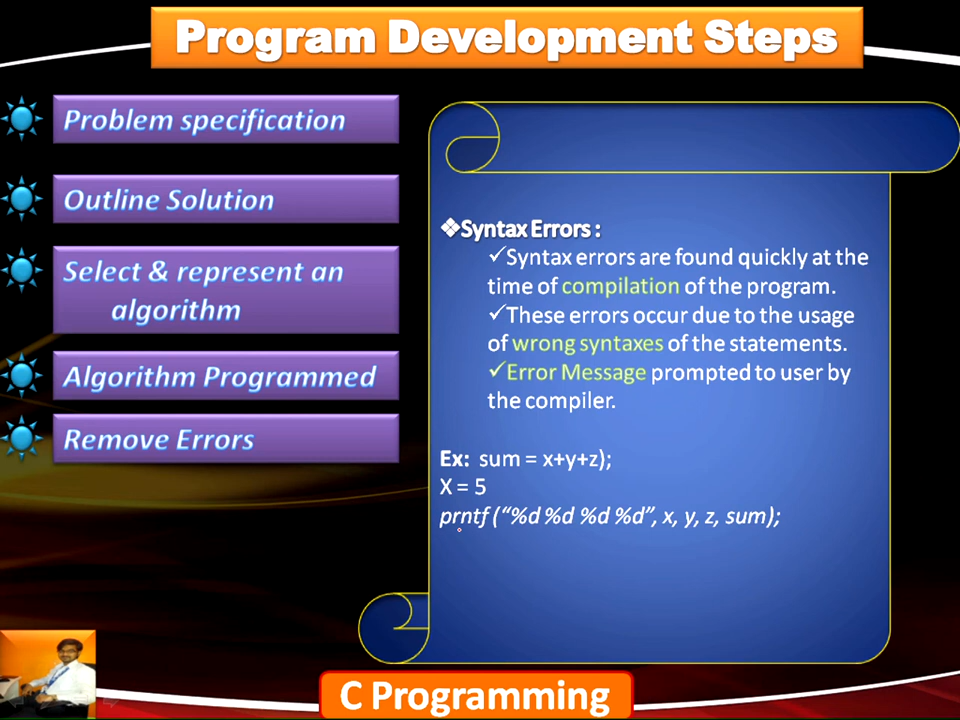 Program Development Steps
Problem specification
Outline Solution
Select & represent an
algorithm
Algorithm Programmed
Remove Errors
❖Syntax Errors :
✓Syntax errors are found quickly at the
time of compilation of the program.
✓These errors occur due to the usage
of wrong syntaxes of the statements.
✓Error Message prompted to user by
the compiler.
Ex: sum = x+y+z);
X = 5
prntf (“%d %d %d %d”, x, y, z, sum);
C Programming